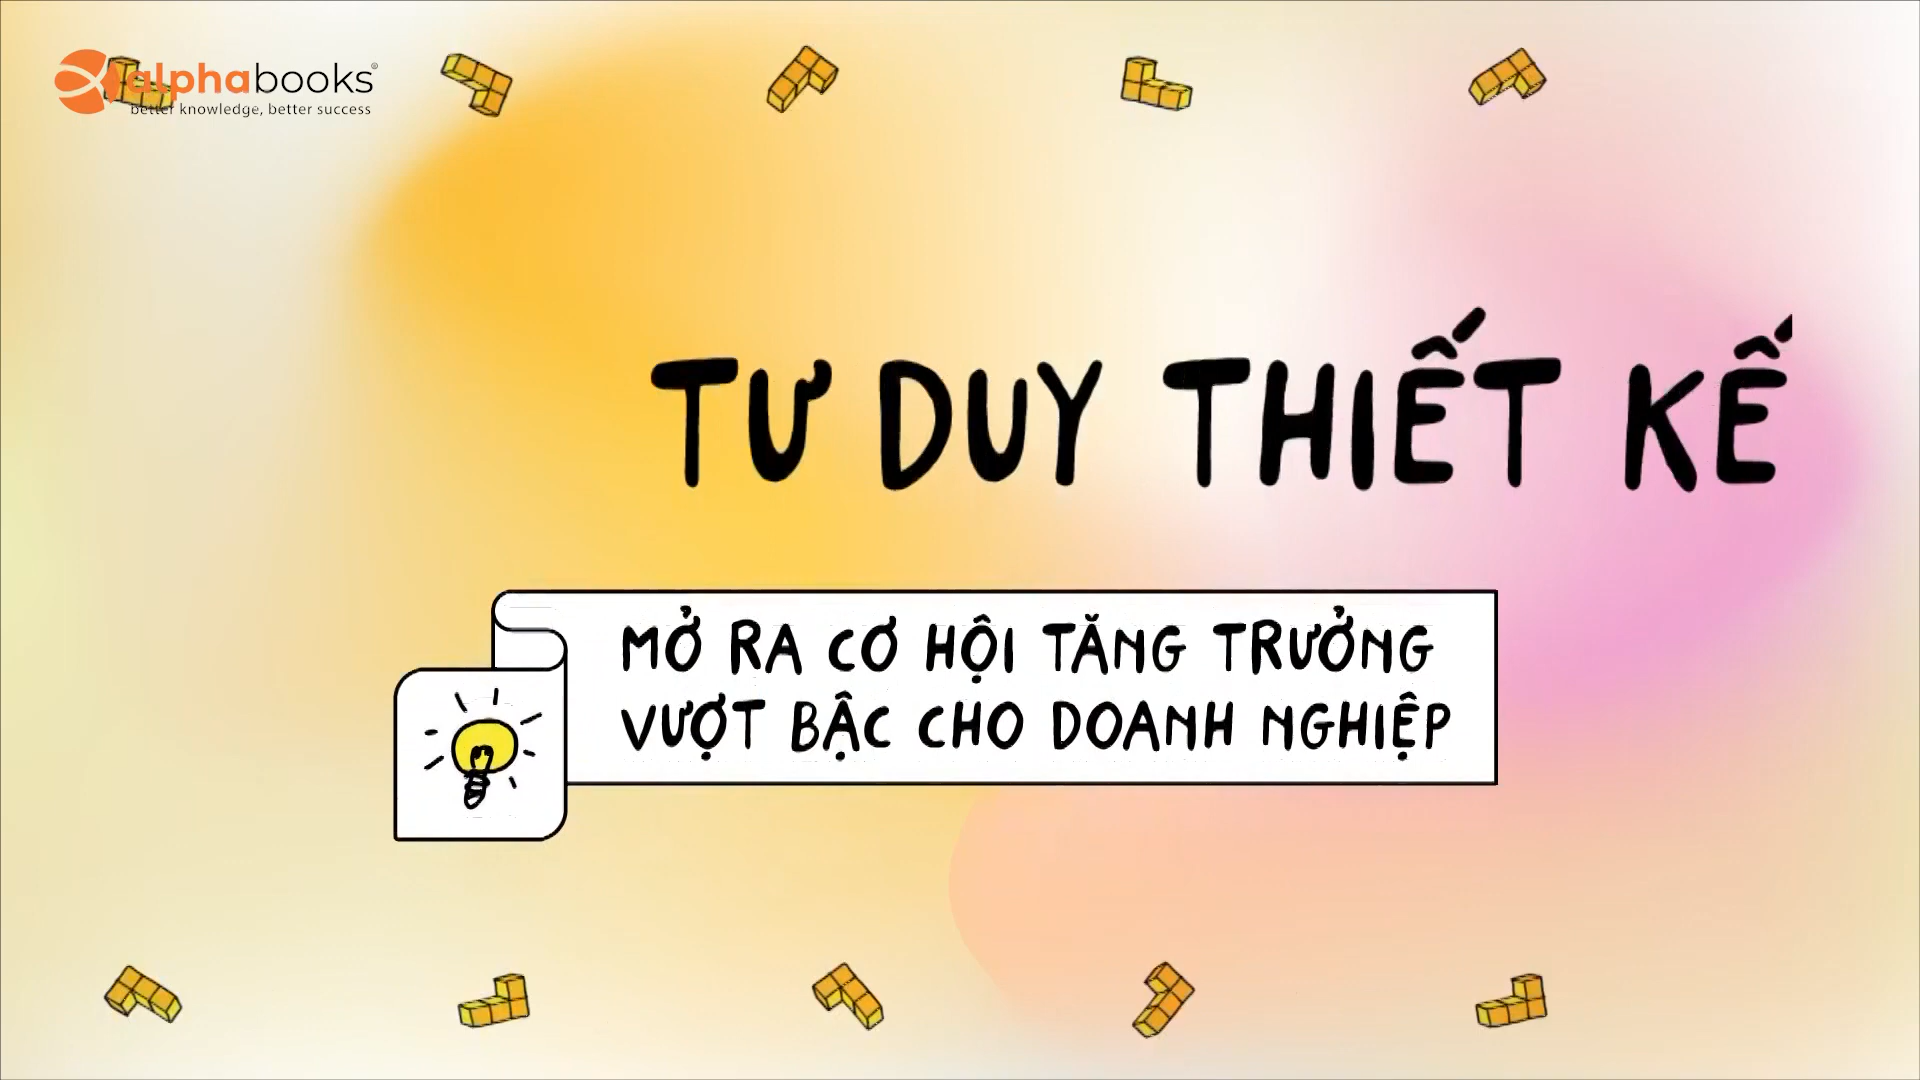 alphabooks®
better knowledge, better success
TƯ DUY THIẾT KẾ
MỞ RA CƠ HỘI TĂNG TRƯỞNG
VƯỢT BẬC CHO DOANH NGHIỆP